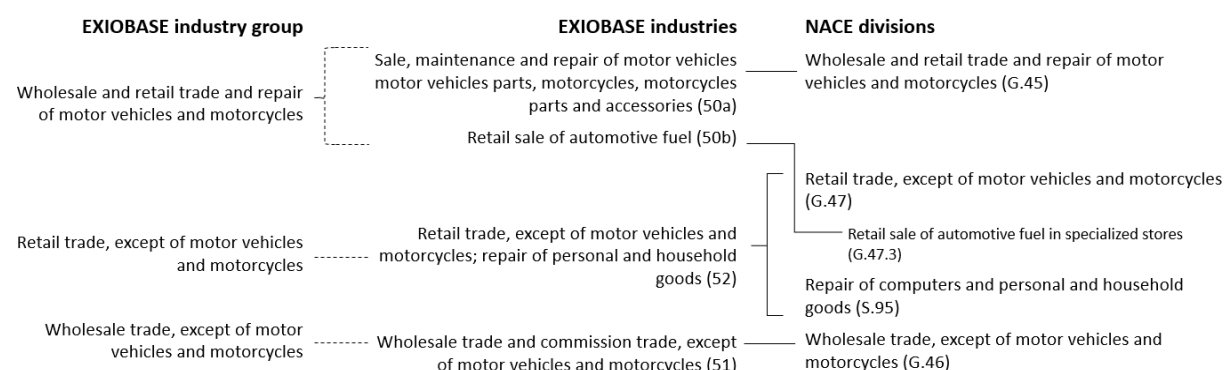 EXIOBASE industry group
EXIOBASE industries
NACE divisions
Wholesale and retail trade and repair
of motor vehicles and motorcycles
Sale, maintenance and repair of motor vehicles
motor vehicles parts, motorcycles, motorcycles
parts and accessories (50a)
Wholesale and retail trade and repair of motor
vehicles and motorcycles (G.45)
Retail sale of automotive fuel (50b)
Retail trade, except of motor vehicles and motorcycles
(G.47)
Retail trade, except of motor vehicles
and motorcycles
Retail trade, except of motor vehicles and
motorcycles; repair of personal and household
goods (52)
Retail sale of automotive fuel in specialized stores
(G.47.3)
Repair of computers and personal and household
goods (S.95)
Wholesale trade, except of motor
vehicles and motorcycles
Wholesale trade and commission trade, except
of motor vehicles and motorcycles (51)
Wholesale trade, except of motor vehicles and
motorcycles (G.46)